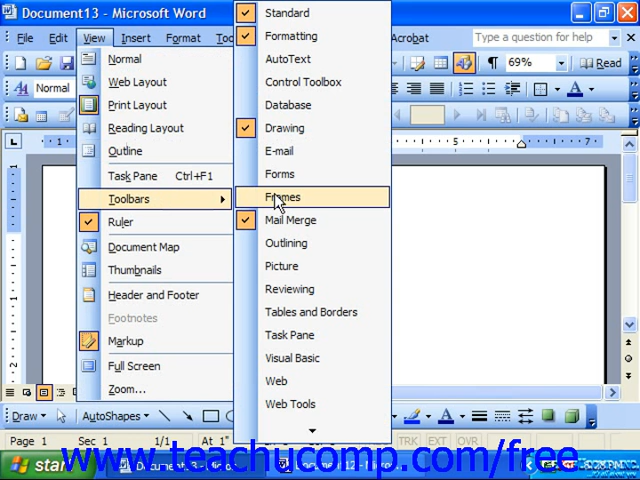 Document13 - Microsoft Word
File Edit View Insert Format Acrobat
Type a question for help
69% Read
Normal
5 7
Normal
Web Layout
Print Layout
Reading Layout
Outline
Task Pane Ctrl+F1
Toolbars
Ruler
Document Map
Thumbnails
Header and Footer
Footnotes
Markup
Full Screen
Zoom...
Standard
Formatting
AutoText
Control Toolbox
Database
Drawing
E-mail
Forms
Frames
Mail Merge
Outlining
Picture
Reviewing
Tables and Borders
Task Pane
Visual Basic
Web
Web Tools
Draw AutoShapes
Page 1 Sec 1 1/1 At 1" TRK EXT OVR
start
www.teachucomp.com/free